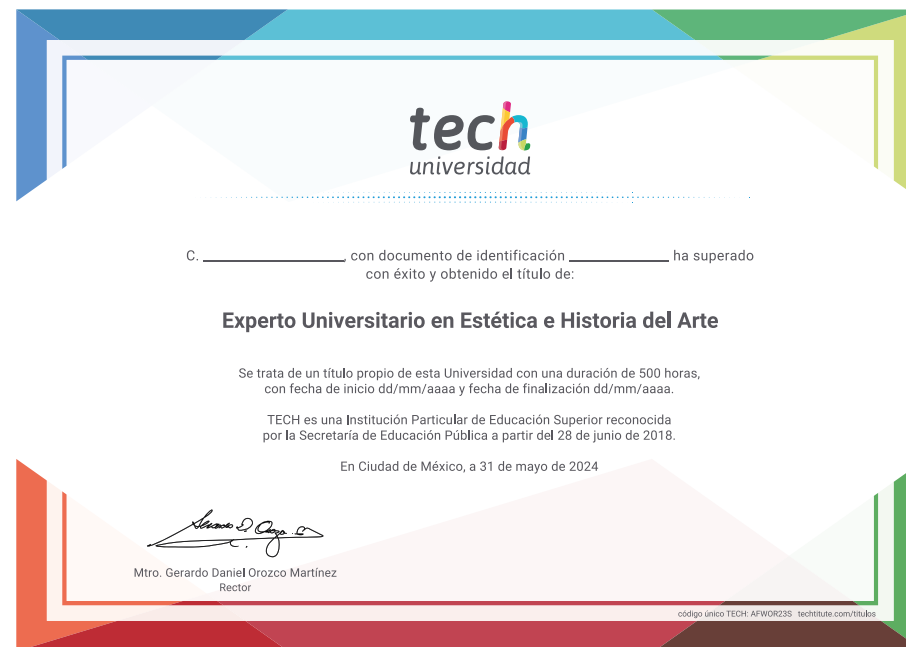 tech
universidad
C. ____________________, con documento de identificación ______________ ha superado
con éxito y obtenido el título de:
Experto Universitario en Estética e Historia del Arte
Se trata de un título propio de esta Universidad con una duración de 500 horas,
con fecha de inicio dd/mm/aaaa y fecha de finalización dd/mm/aaaa.
TECH es una Institución Particular de Educación Superior reconocida
por la Secretaría de Educación Pública a partir del 28 de junio de 2018.
En Ciudad de México, a 31 de mayo de 2024
Mtro. Gerardo Daniel Orozco Martínez
Rector
código único TECH: AFWOR23S techtitute.com/titulos